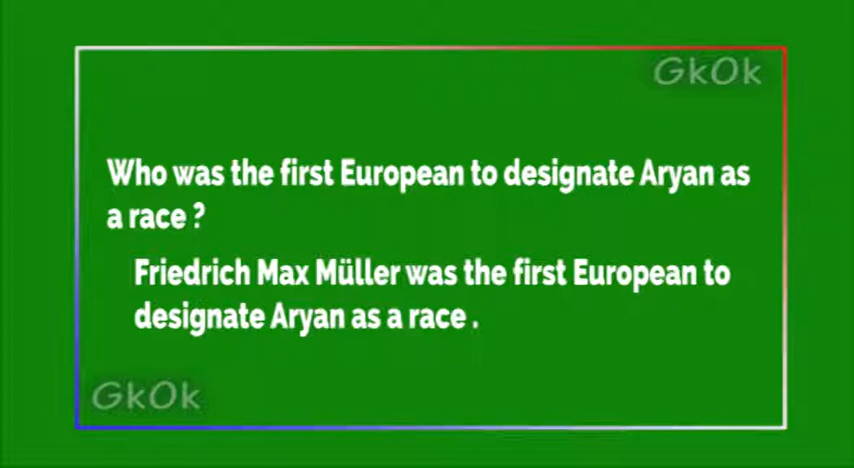 GkOk
Who was the first European to designate Aryan as
a race ?
Friedrich Max Müller was the first European to
designate Aryan as a race .
GkOk